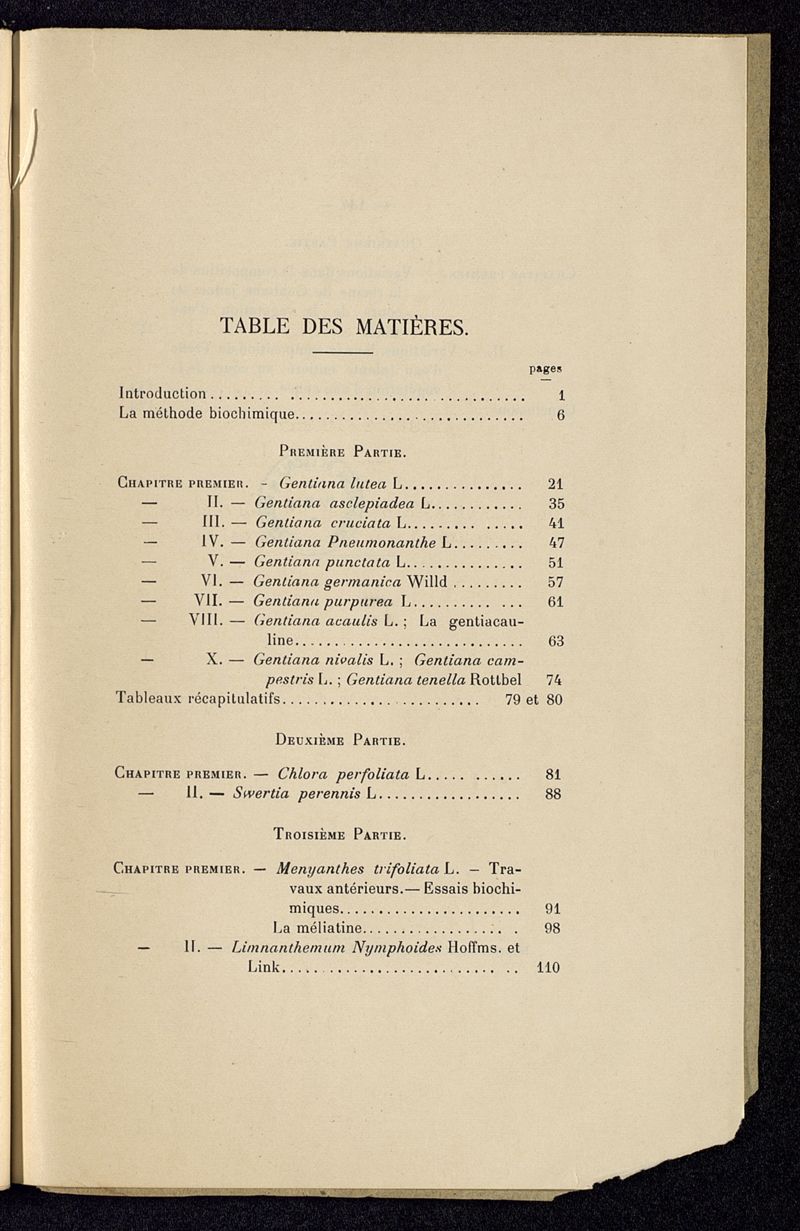 TABLE DES MATIÈRES.
pages
Introduction ........ 1
La méthode biochimique ........ 6
PREMIÈRE PARTIE.
CHAPITRE PREMIER. - Gentiana lutea L. ........ 21
— II. — Gentiana asclepiadea L. ........ 35
— III. — Gentiana cruciata L. ........ 41
— IV. — Gentiana Pneumonanthe L. ........ 47
— V. — Gentiana punctata L. ........ 51
— VI. — Gentiana germanica Willd ........ 57
— VII. — Gentiana purpurea L. ........ 61
— VIII. — Gentiana acaulis L. ; La gentiacau-
line ........ 63
— X. — Gentiana nivalis L. ; Gentiana cam-
pestris L. ; Gentiana tenella Rottbel 74
Tableaux récapitulatifs ........ 79 et 80
DEUXIÈME PARTIE.
CHAPITRE PREMIER. — Chlora perfoliata L. ........ 81
— II. — Swertia perennis L. ........ 88
TROISIÈME PARTIE.
CHAPITRE PREMIER. — Menyanthes trifoliata L. – Tra-
vaux antérieurs. — Essais biochi-
miques ........ 91
La méliatine ........ 98
— II. — Limnanthemum Nymphoides Hoffms. et
Link ........ 110